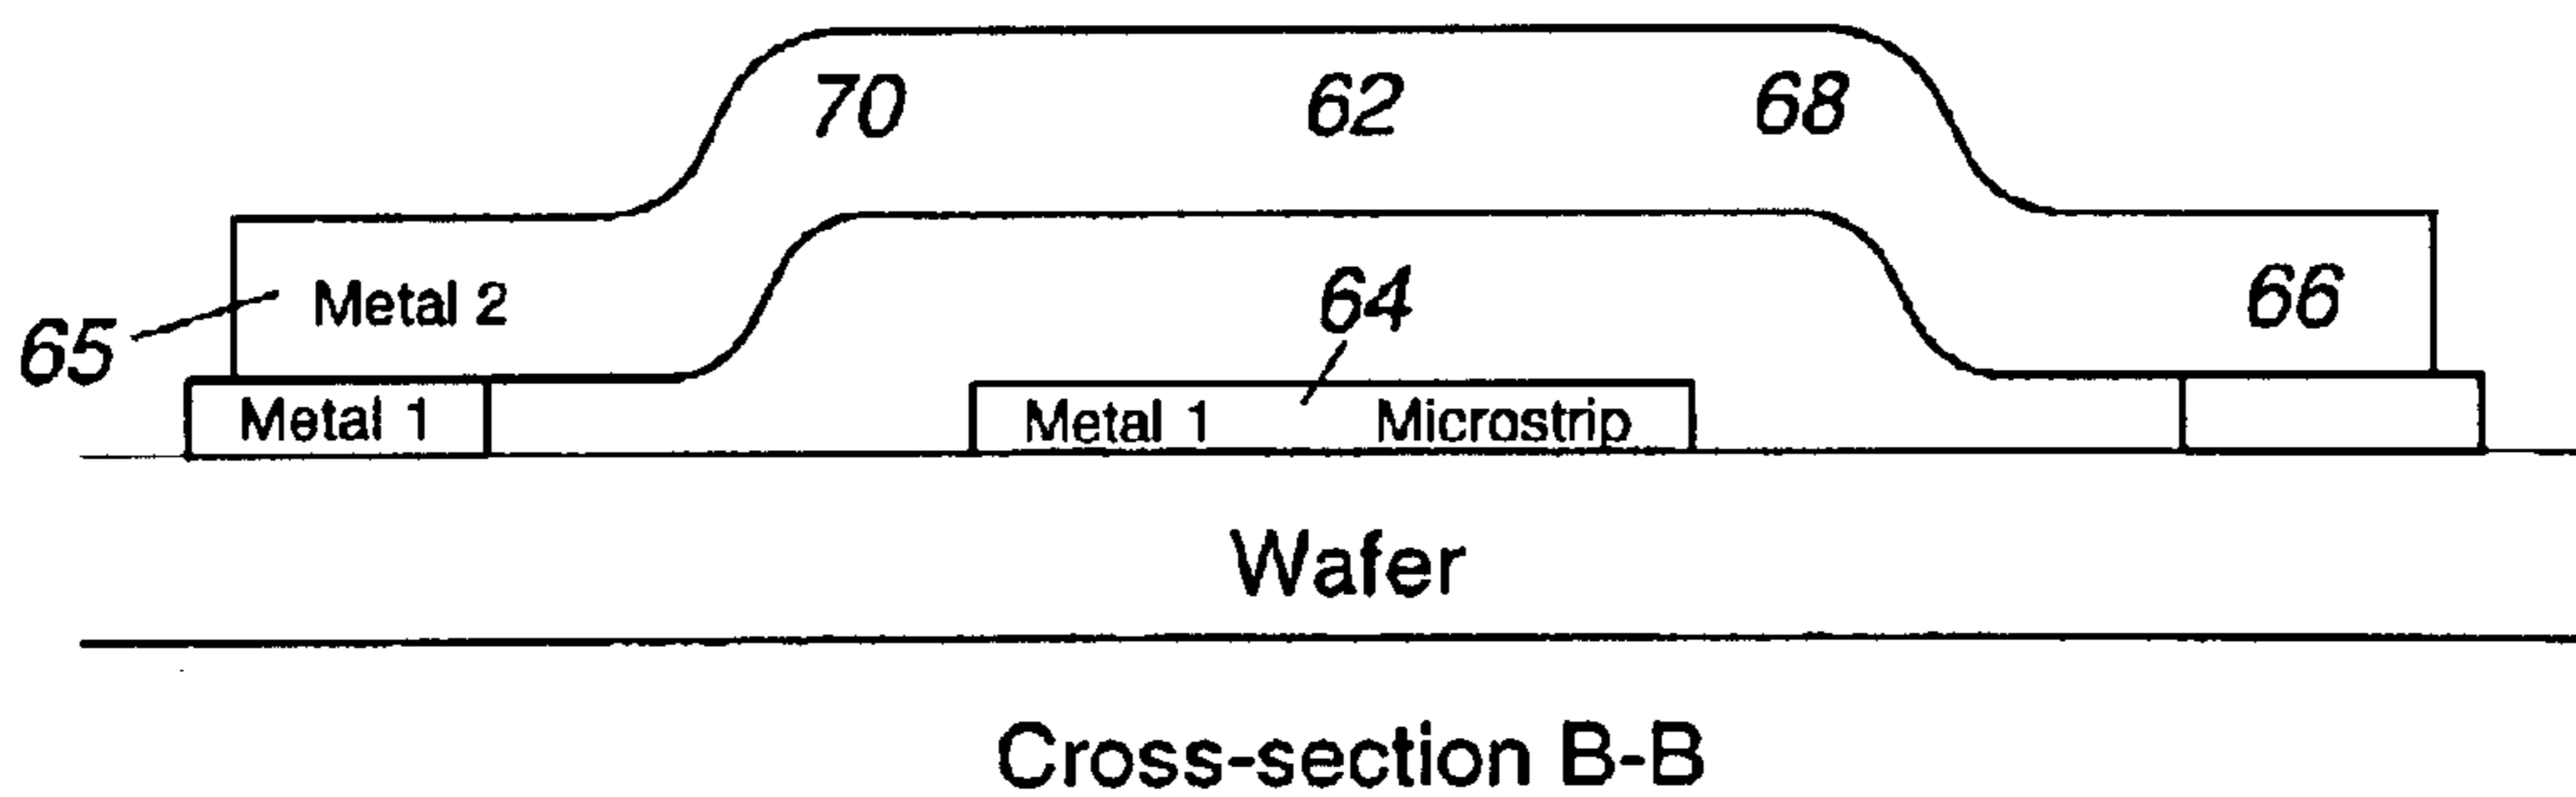 70 62 68
65 Metal 2 64 66
Metal 1 Metal 1 Microstrip
Wafer
Cross-section B-B